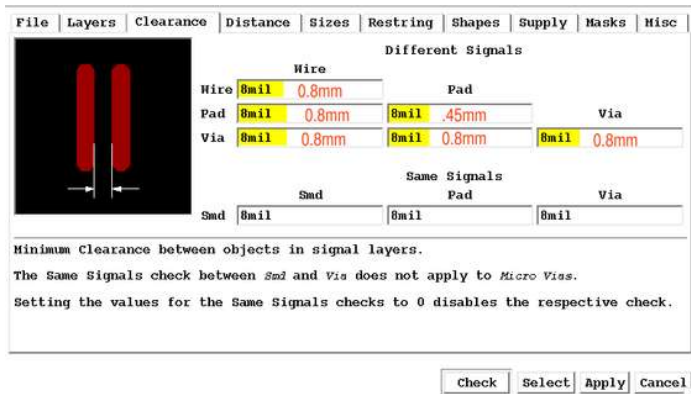 File Layers Clearance Distance Sizes Restring Shapes Supply Masks Misc
Different Signals
Wire
Wire 8mil 0.8mm Pad
Pad 8mil 0.8mm 8mil .45mm Via
Via 8mil 0.8mm 8mil 0.8mm 8mil 0.8mm
Same Signals
Smd Pad Via
Smd 8mil 8mil 8mil
Minimum Clearance between objects in signal layers.
The Same Signals check between Smd and Via does not apply to Micro Vias.
Setting the values for the Same Signals checks to 0 disables the respective check.
Check Select Apply Cancel